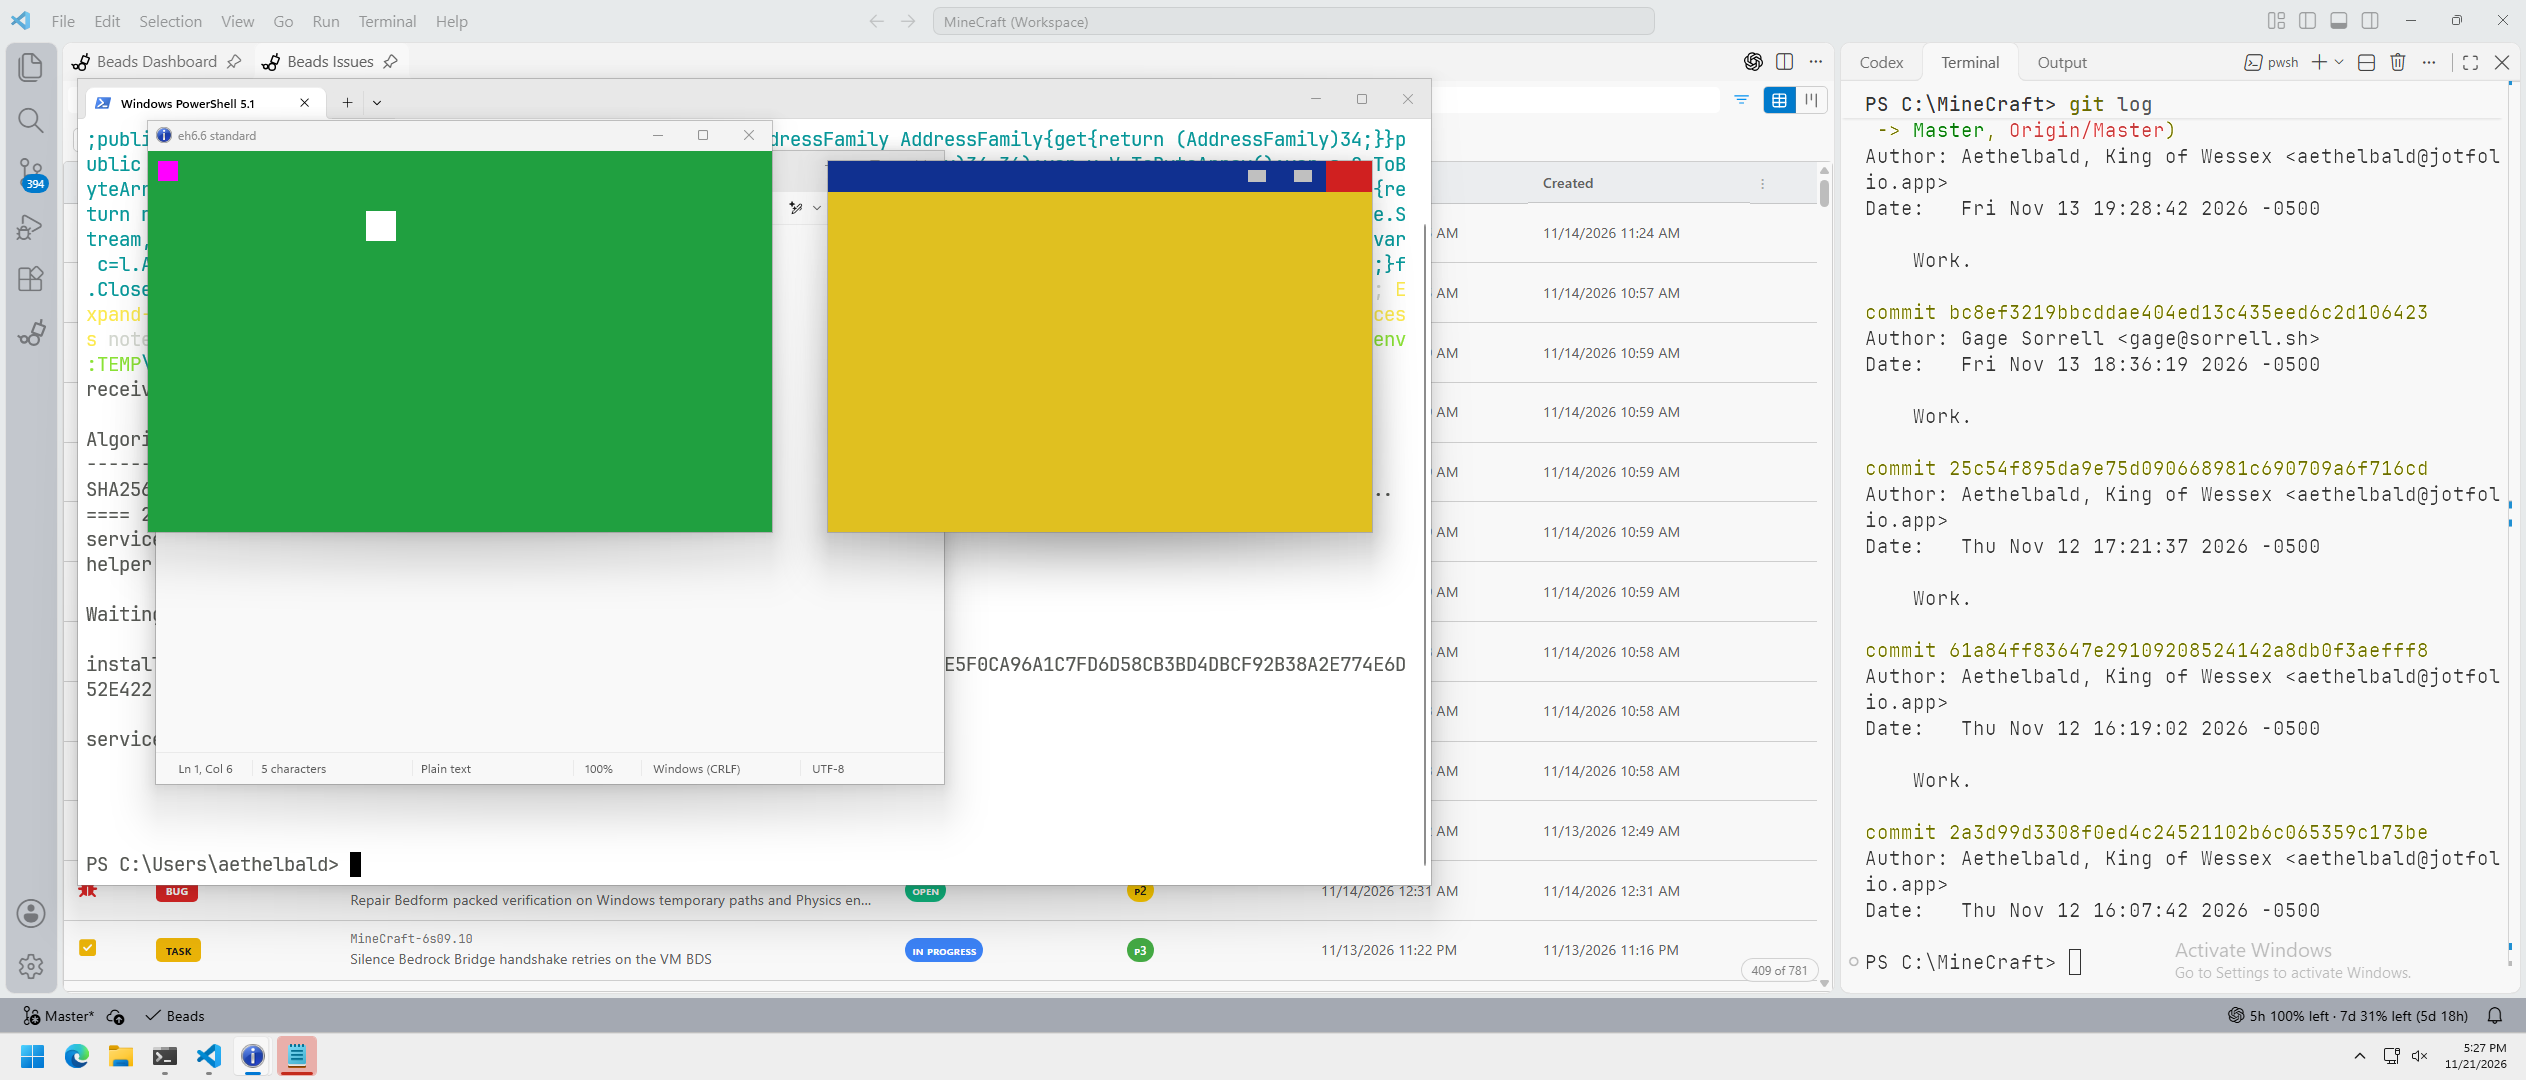 File Edit Selection View Go Run Terminal Help
MineCraft (Workspace)
Beads Dashboard
Beads Issues
Codex
Terminal
Output
pwsh
Windows PowerShell 5.1
;publi
dressFamily AddressFamily{get{return (AddressFamily)34;}}p
ublic
yteArr
{re
turn
e.S
tream,
var
c=l.A
;}f
.Close
; E
xpand-
ces
s note
env
:TEMP\
receiv
Algori
SHA256
..
==== 2
service
helper
Waiting
install
E5F0CA96A1C7FD6D58CB3BD4DBCF92B38A2E774E6D
52E422
service
PS C:\Users\aethelbald>
eh6.6 standard
Ln 1, Col 6
5 characters
Plain text
100%
Windows (CRLF)
UTF-8
Created
AM 11/14/2026 11:24 AM
AM 11/14/2026 10:57 AM
AM 11/14/2026 10:59 AM
AM 11/14/2026 10:59 AM
AM 11/14/2026 10:59 AM
AM 11/14/2026 10:59 AM
AM 11/14/2026 10:59 AM
AM 11/14/2026 10:58 AM
AM 11/14/2026 10:58 AM
AM 11/14/2026 10:58 AM
AM 11/13/2026 12:49 AM
BUG
Repair Bedform packed verification on Windows temporary paths and Physics en...
OPEN
P2
11/14/2026 12:31 AM
11/14/2026 12:31 AM
TASK
MineCraft-6s09.10
Silence Bedrock Bridge handshake retries on the VM BDS
IN PROGRESS
P3
11/13/2026 11:22 PM
11/13/2026 11:16 PM
409 of 781
PS C:\MineCraft> git log
-> Master, Origin/Master)
Author: Aethelbald, King of Wessex <aethelbald@jotfol
io.app>
Date:   Fri Nov 13 19:28:42 2026 -0500
Work.
commit bc8ef3219bbcddae404ed13c435eed6c2d106423
Author: Gage Sorrell <gage@sorrell.sh>
Date:   Fri Nov 13 18:36:19 2026 -0500
Work.
commit 25c54f895da9e75d090668981c690709a6f716cd
Author: Aethelbald, King of Wessex <aethelbald@jotfol
io.app>
Date:   Thu Nov 12 17:21:37 2026 -0500
Work.
commit 61a84ff83647e29109208524142a8db0f3aefff8
Author: Aethelbald, King of Wessex <aethelbald@jotfol
io.app>
Date:   Thu Nov 12 16:19:02 2026 -0500
Work.
commit 2a3d99d3308f0ed4c24521102b6c065359c173be
Author: Aethelbald, King of Wessex <aethelbald@jotfol
io.app>
Date:   Thu Nov 12 16:07:42 2026 -0500
PS C:\MineCraft>
Activate Windows
Go to Settings to activate Windows.
394
Master*
Beads
5h 100% left · 7d 31% left (5d 18h)
5:27 PM
11/21/2026